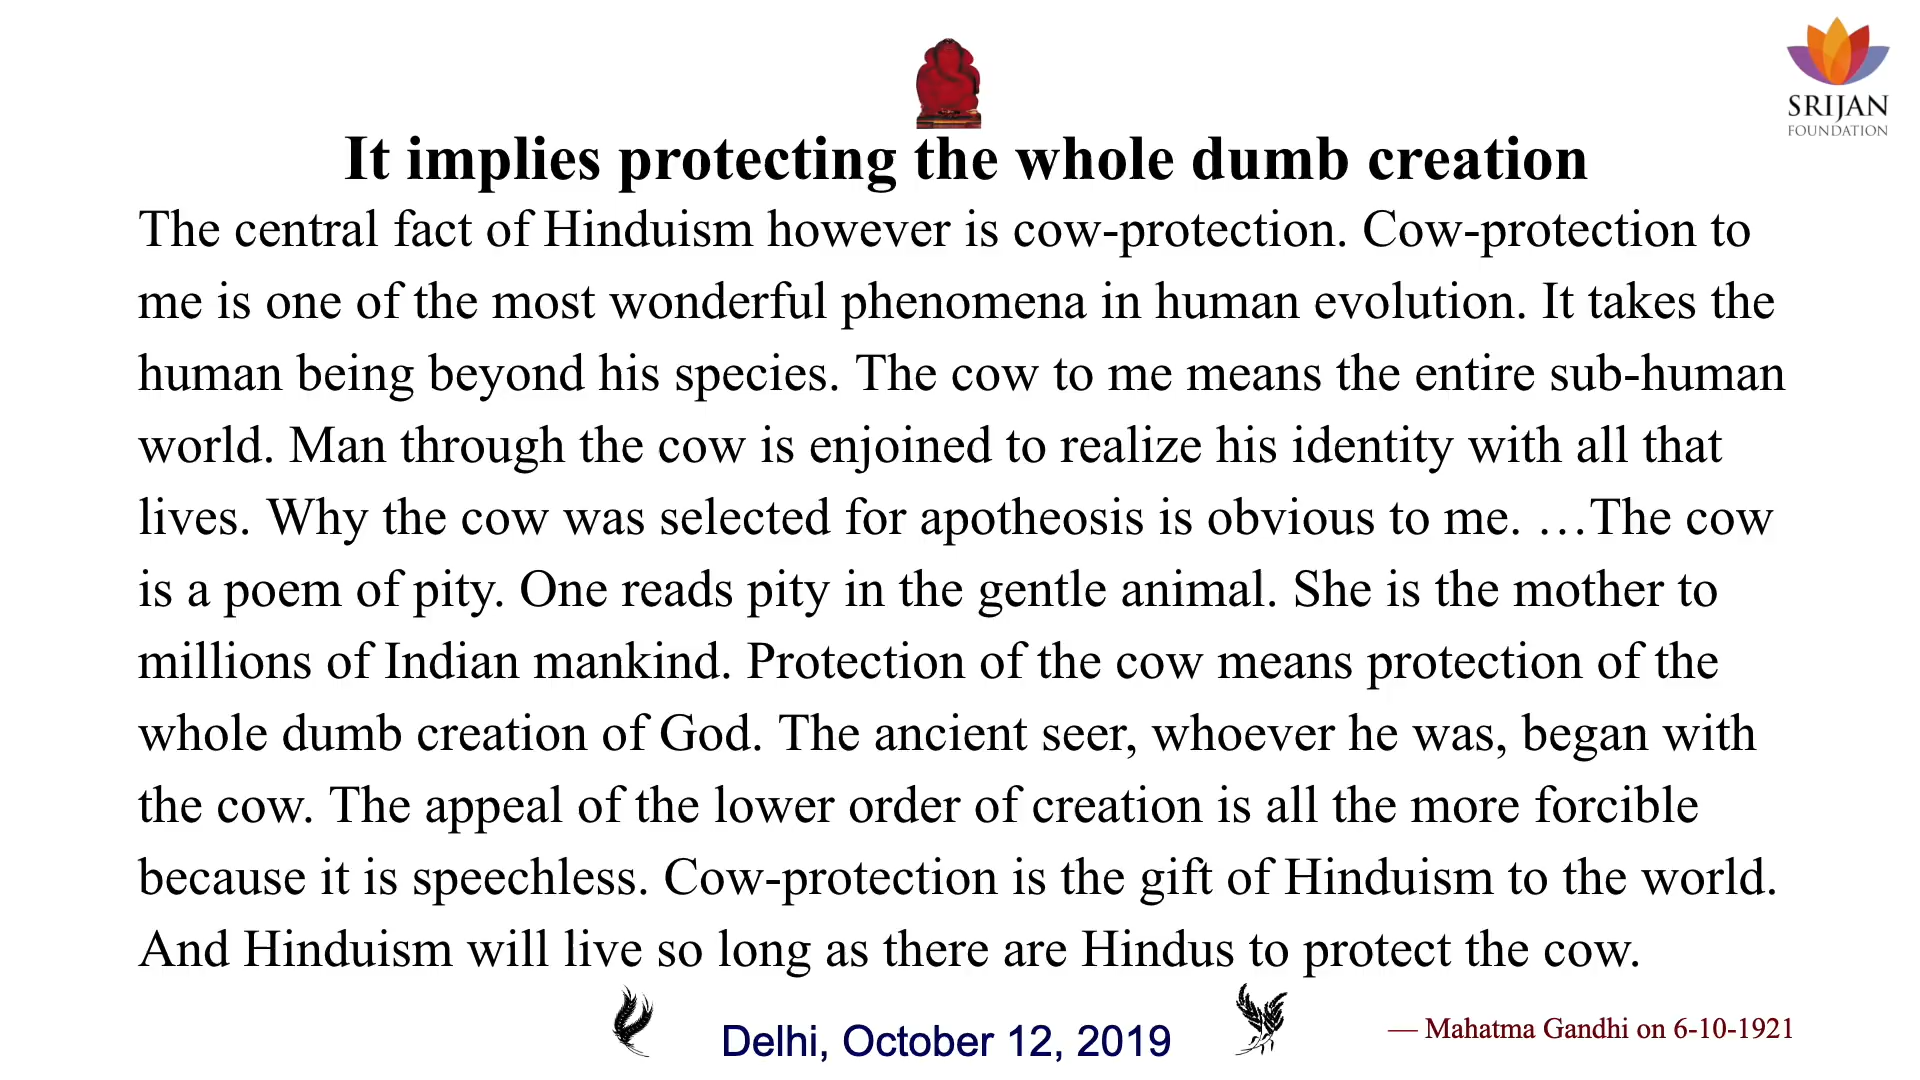 SRIJAN
FOUNDATION
It implies protecting the whole dumb creation
The central fact of Hinduism however is cow-protection. Cow-protection to
me is one of the most wonderful phenomena in human evolution. It takes the
human being beyond his species. The cow to me means the entire sub-human
world. Man through the cow is enjoined to realize his identity with all that
lives. Why the cow was selected for apotheosis is obvious to me. …The cow
is a poem of pity. One reads pity in the gentle animal. She is the mother to
millions of Indian mankind. Protection of the cow means protection of the
whole dumb creation of God. The ancient seer, whoever he was, began with
the cow. The appeal of the lower order of creation is all the more forcible
because it is speechless. Cow-protection is the gift of Hinduism to the world.
And Hinduism will live so long as there are Hindus to protect the cow.
Delhi, October 12, 2019
— Mahatma Gandhi on 6-10-1921